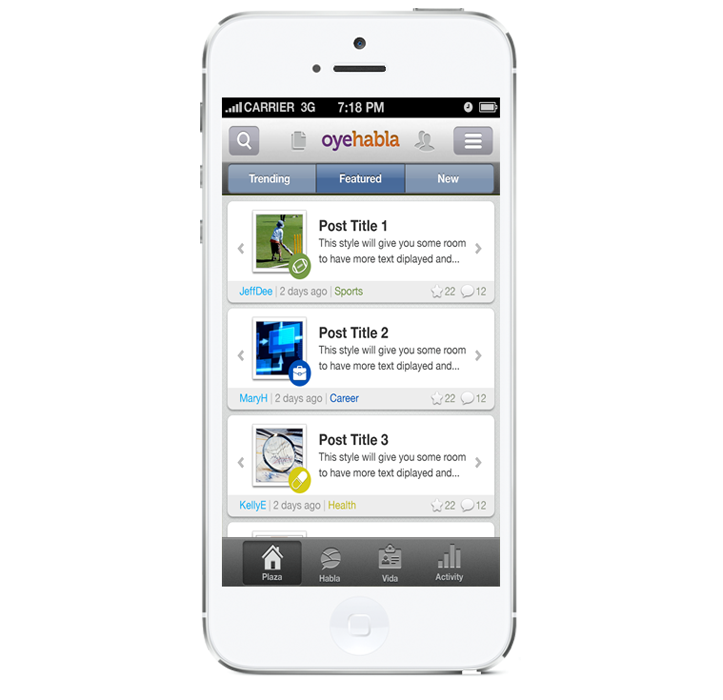 CARRIER 3G 7:18 PM
oyehabla
Trending Featured New
Post Title 1
This style will give you some room
to have more text diplayed and...
JeffDee | 2 days ago | Sports 22 12
Post Title 2
This style will give you some room
to have more text diplayed and...
MaryH | 2 days ago | Career 22 12
Post Title 3
This style will give you some room
to have more text diplayed and...
KellyE | 2 days ago | Health 22 12
Plaza Habla Vida Activity